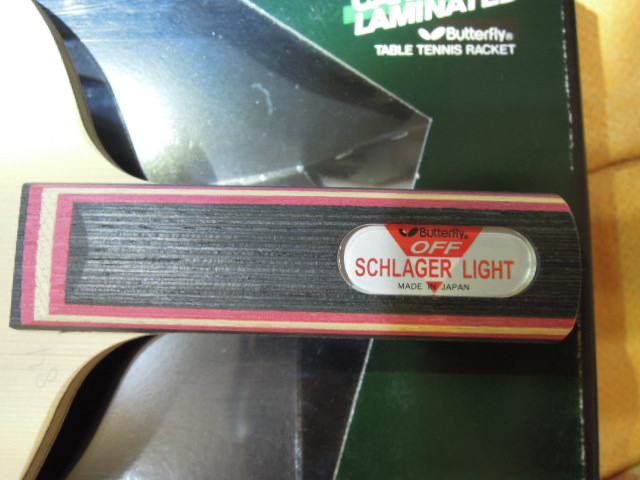 LAMINATED
Butterfly®
TABLE TENNIS RACKET
Butterfly®
OFF
SCHLAGER LIGHT
MADE IN JAPAN